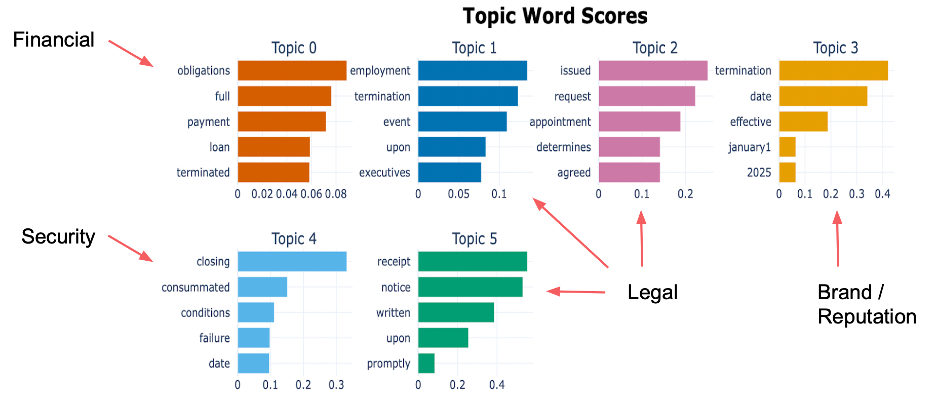 Topic Word Scores
Financial
Topic 0
obligations
full
payment
loan
terminated
0 0.02 0.04 0.06 0.08
Topic 1
employment
termination
event
upon
executives
0 0.05 0.1
Topic 2
issued
request
appointment
determines
agreed
0 0.1 0.2
Topic 3
termination
date
effective
january1
2025
0 0.1 0.2 0.3 0.4
Security
Topic 4
closing
consummated
conditions
failure
date
0 0.1 0.2 0.3
Topic 5
receipt
notice
written
upon
promptly
0 0.2 0.4
Legal
Brand /
Reputation